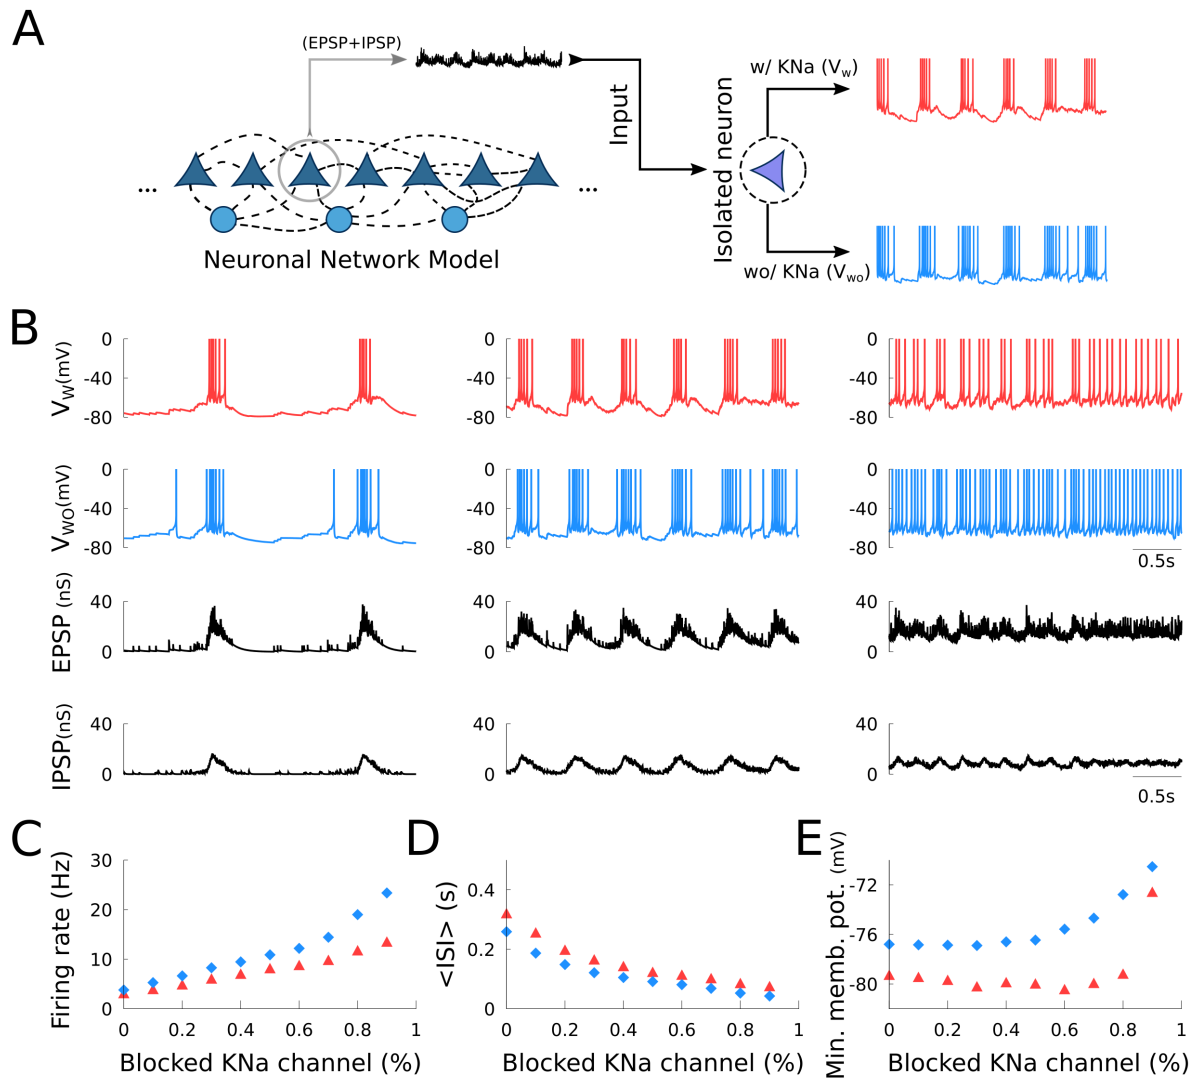 A
(EPSP+IPSP)
Input
Isolated neuron
w/ KNa (Vw)
wo/ KNa (Vwo)
...
...
Neuronal Network Model
B
VW(mV)
0
-40
-80
0
-40
-80
0
-40
-80
VWO(mV)
0
-40
-80
0
-40
-80
0
-40
-80
0.5s
EPSP (nS)
40
0
40
0
40
0
IPSP(nS)
40
0
40
0
40
0
0.5s
C
Firing rate (Hz)
30
20
10
0
0 0.2 0.4 0.6 0.8 1
Blocked KNa channel (%)
D
<ISI> (s)
0.4
0.2
0
0 0.2 0.4 0.6 0.8 1
Blocked KNa channel (%)
E
Min. memb. pot. (mV)
-72
-76
-80
0 0.2 0.4 0.6 0.8 1
Blocked KNa channel (%)